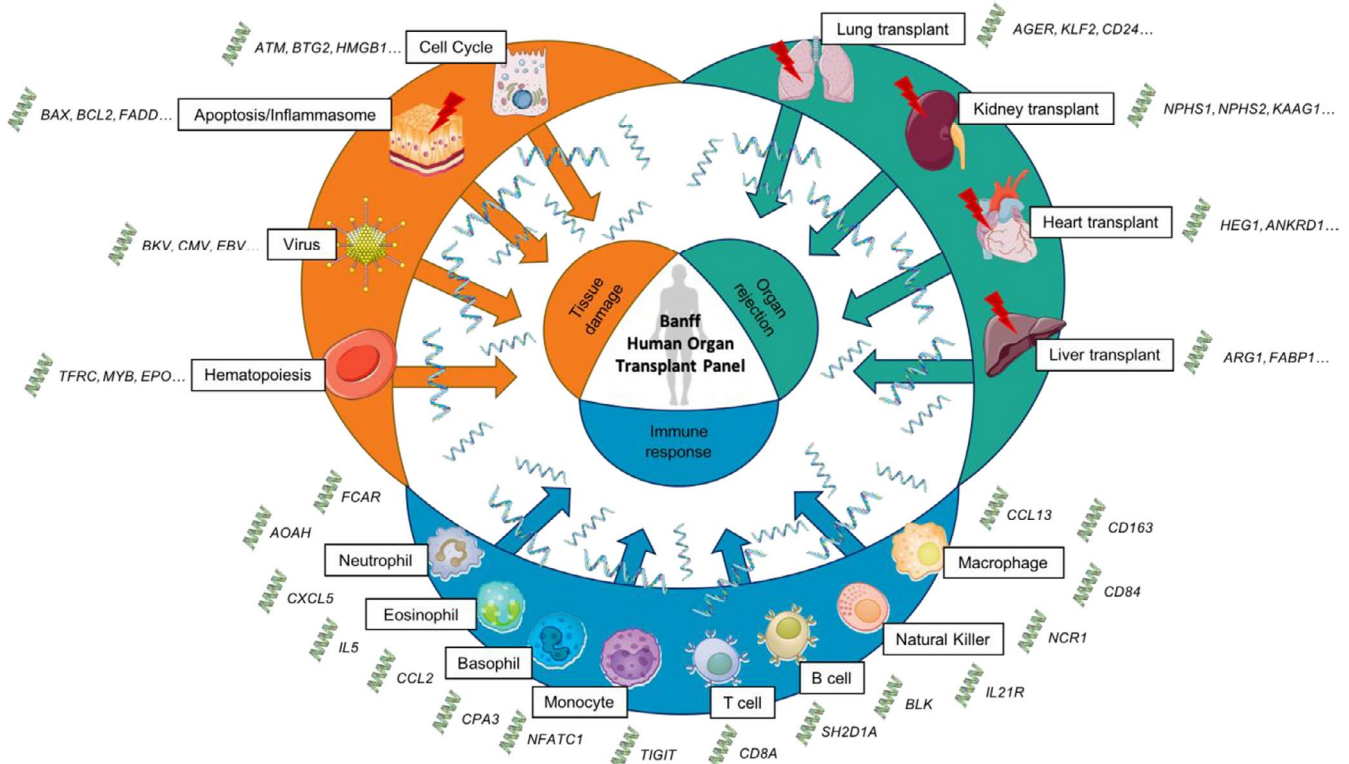 ATM, BTG2, HMGB1...
Cell Cycle
BAX, BCL2, FADD...
Apoptosis/Inflammasome
BKV, CMV, EBV...
Virus
TFRC, MYB, EPO...
Hematopoiesis
Lung transplant
AGER, KLF2, CD24...
Kidney transplant
NPHS1, NPHS2, KAAG1...
Heart transplant
HEG1, ANKRD1...
Liver transplant
ARG1, FABP1...
Tissue
damage
Organ
rejection
Banff
Human Organ
Transplant Panel
Immune
response
FCAR
AOAH
Neutrophil
CXCL5
Eosinophil
IL5
Basophil
CCL2
Monocyte
CPA3
NFATC1
TIGIT
T cell
CD8A
B cell
SH2D1A
BLK
Natural Killer
IL21R
NCR1
Macrophage
CD84
CCL13
CD163